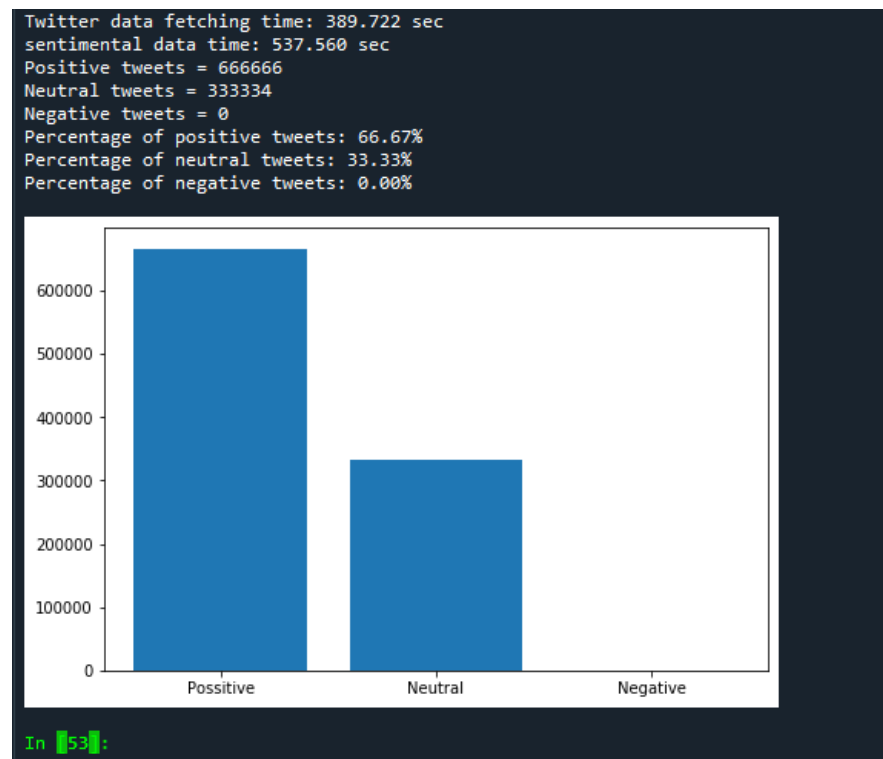 Twitter data fetching time: 389.722 sec
sentimental data time: 537.560 sec
Positive tweets = 666666
Neutral tweets = 333334
Negative tweets = 0
Percentage of positive tweets: 66.67%
Percentage of neutral tweets: 33.33%
Percentage of negative tweets: 0.00%
600000
500000
400000
300000
200000
100000
0
Possitive Neutral Negative
In [53]: